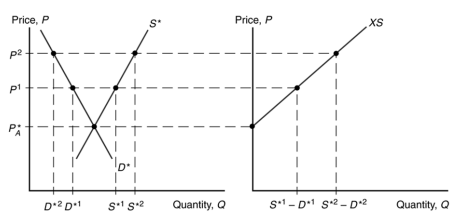 Price, P
S*
P²
P¹
P*A
D*
D*² D*¹ S*¹ S*² Quantity, Q
Price, P
XS
S*¹ – D*¹ S*² – D*² Quantity, Q